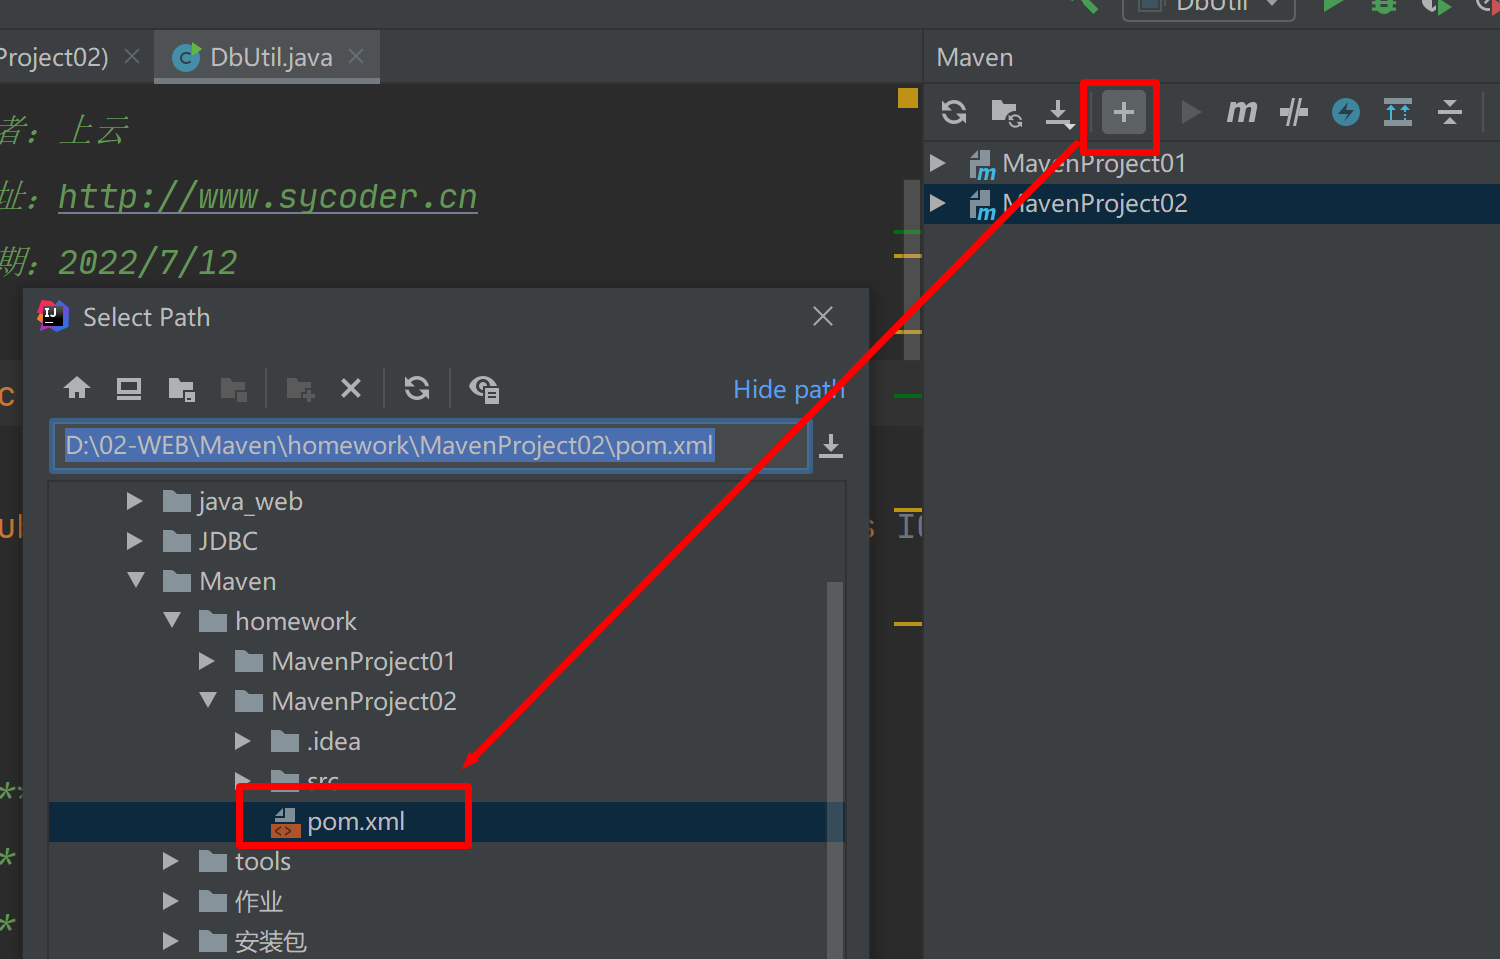 DbUtil
Project02)
DbUtil.java
者：上云
址：http://www.sycoder.cn
期：2022/7/12
Select Path
Hide path
D:\02-WEB\Maven\homework\MavenProject02\pom.xml
java_web
JDBC
Maven
homework
MavenProject01
MavenProject02
.idea
src
pom.xml
tools
作业
安装包
Maven
MavenProject01
MavenProject02